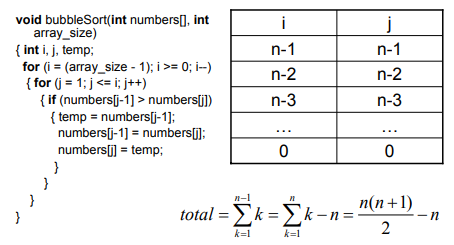 void bubbleSort(int numbers[], int
array_size)
{ int i, j, temp;
for (i = (array_size - 1); i >= 0; i--)
{ for (j = 1; j <= i; j++)
{ if (numbers[j-1] > numbers[j])
{ temp = numbers[j-1];
numbers[j-1] = numbers[j];
numbers[j] = temp;
}
}
}
}
i j
n-1 n-1
n-2 n-2
n-3 n-3
… …
0 0
total = \sum_{k=1}^{n-1} k = \sum_{k=1}^{n} k - n = \frac{n(n+1)}{2} - n